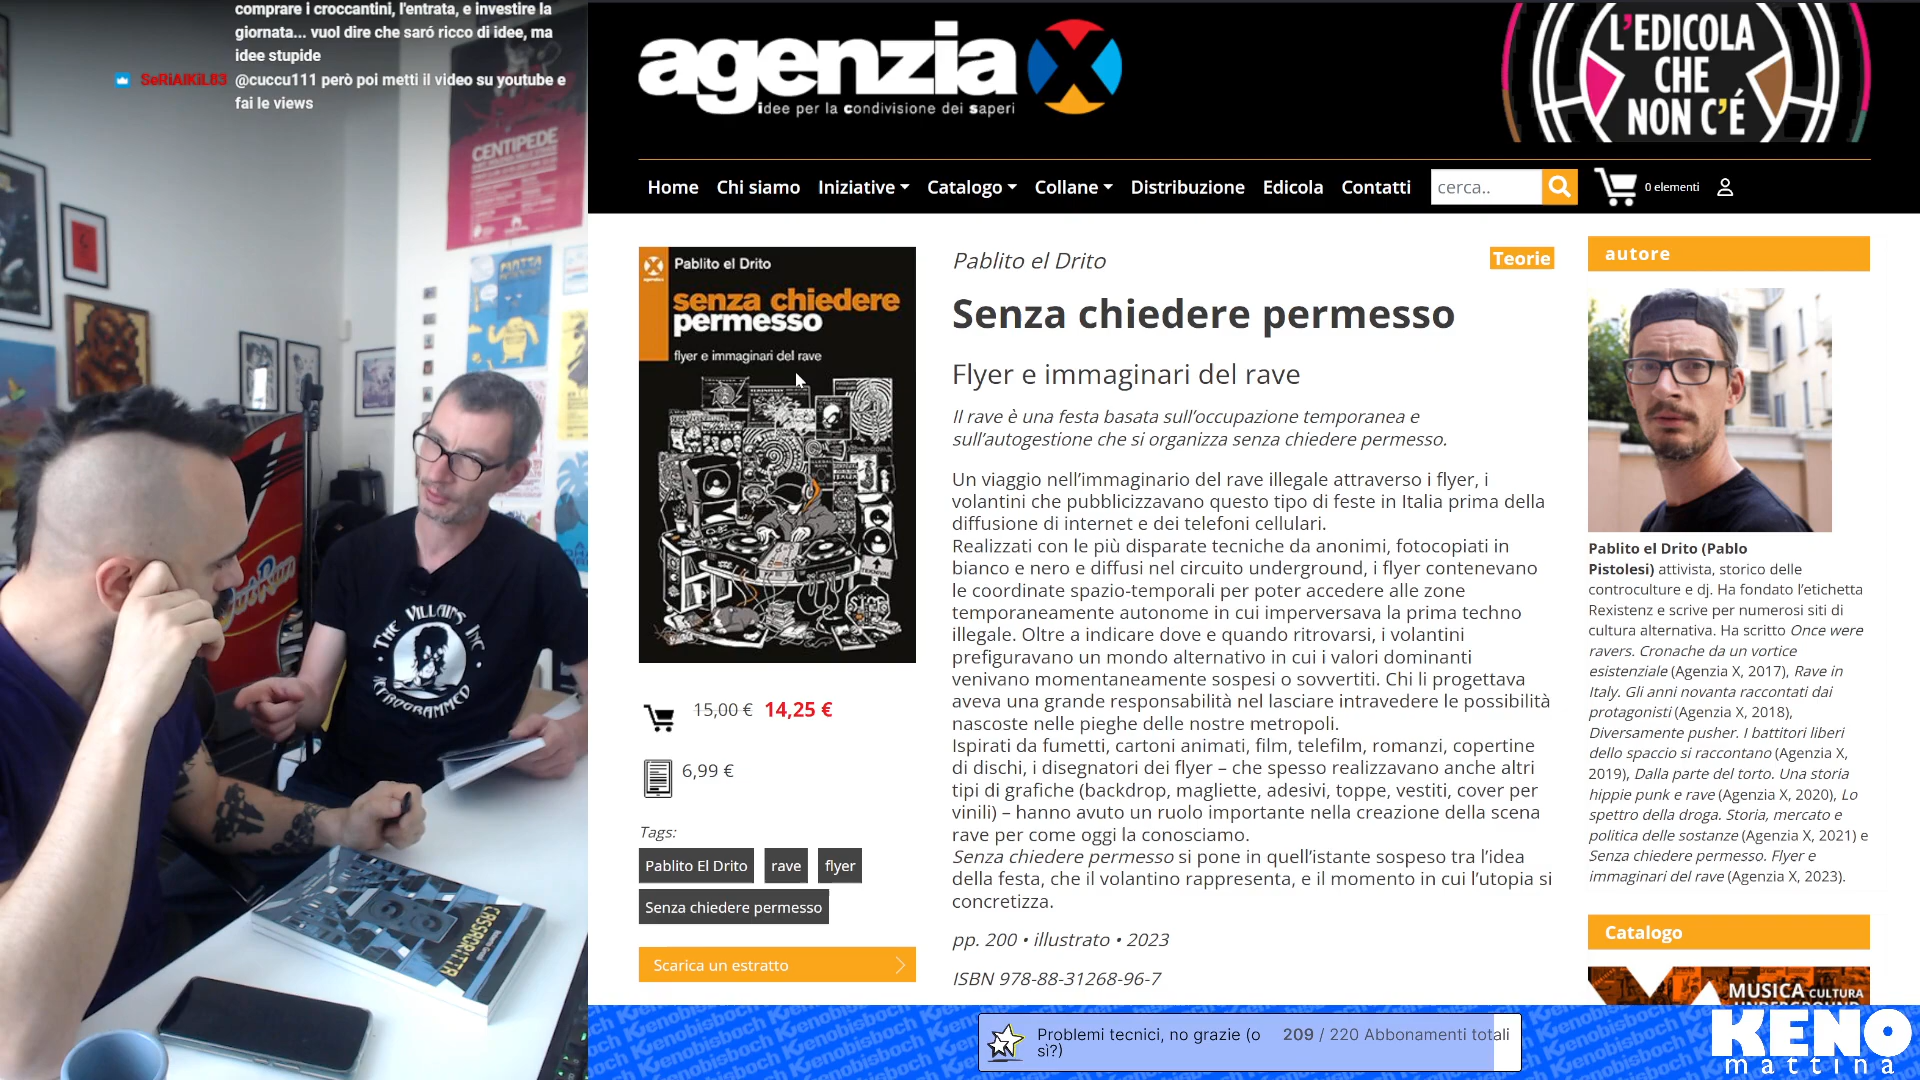 comprare i croccantini, l'entrata, e investire la
giornata... vuol dire che saró ricco di idee, ma
idee stupide
SeRiAlKiL83 @cuccu111 però poi metti il video su youtube e
fai le views
CENTIPEDE
THE VILLAINS INC
REPROGRAMMED
CASSADRITTA
agenzia
idee per la condivisione dei saperi
L'EDICOLA
CHE
NON C'É
Home Chi siamo Iniziative Catalogo Collane Distribuzione Edicola Contatti cerca.. 0 elementi
Pablito el Drito
senza chiedere
permesso
flyer e immaginari del rave
15,00 € 14,25 €
6,99 €
Tags:
Pablito El Drito rave flyer
Senza chiedere permesso
Scarica un estratto
Pablito el Drito
Teorie
Senza chiedere permesso
Flyer e immaginari del rave
Il rave è una festa basata sull’occupazione temporanea e
sull’autogestione che si organizza senza chiedere permesso.
Un viaggio nell’immaginario del rave illegale attraverso i flyer, i
volantini che pubblicizzavano questo tipo di feste in Italia prima della
diffusione di internet e dei telefoni cellulari.
Realizzati con le più disparate tecniche da anonimi, fotocopiati in
bianco e nero e diffusi nel circuito underground, i flyer contenevano
le coordinate spazio-temporali per poter accedere alle zone
temporaneamente autonome in cui imperversava la prima techno
illegale. Oltre a indicare dove e quando ritrovarsi, i volantini
prefiguravano un mondo alternativo in cui i valori dominanti
venivano momentaneamente sospesi o sovvertiti. Chi li progettava
aveva una grande responsabilità nel lasciare intravedere le possibilità
nascoste nelle pieghe delle nostre metropoli.
Ispirati da fumetti, cartoni animati, film, telefilm, romanzi, copertine
di dischi, i disegnatori dei flyer – che spesso realizzavano anche altri
tipi di grafiche (backdrop, magliette, adesivi, toppe, vestiti, cover per
vinili) – hanno avuto un ruolo importante nella creazione della scena
rave per come oggi la conosciamo.
Senza chiedere permesso si pone in quell’istante sospeso tra l’idea
della festa, che il volantino rappresenta, e il momento in cui l’utopia si
concretizza.
pp. 200 • illustrato • 2023
ISBN 978-88-31268-96-7
autore
Pablito el Drito (Pablo
Pistolesi) attivista, storico delle
controculture e dj. Ha fondato l’etichetta
Rexistenz e scrive per numerosi siti di
cultura alternativa. Ha scritto Once were
ravers. Cronache da un vortice
esistenziale (Agenzia X, 2017), Rave in
Italy. Gli anni novanta raccontati dai
protagonisti (Agenzia X, 2018),
Diversamente pusher. I battitori liberi
dello spaccio si raccontano (Agenzia X,
2019), Dalla parte del torto. Una storia
hippie punk e rave (Agenzia X, 2020), Lo
spettro della droga. Storia, mercato e
politica delle sostanze (Agenzia X, 2021) e
Senza chiedere permesso. Flyer e
immaginari del rave (Agenzia X, 2023).
Catalogo
MUSICA CULTURA
UNDERGROUND
Problemi tecnici, no grazie (o
sì?)
209 / 220 Abbonamenti totali
Kenobisboch
KENO
mattina